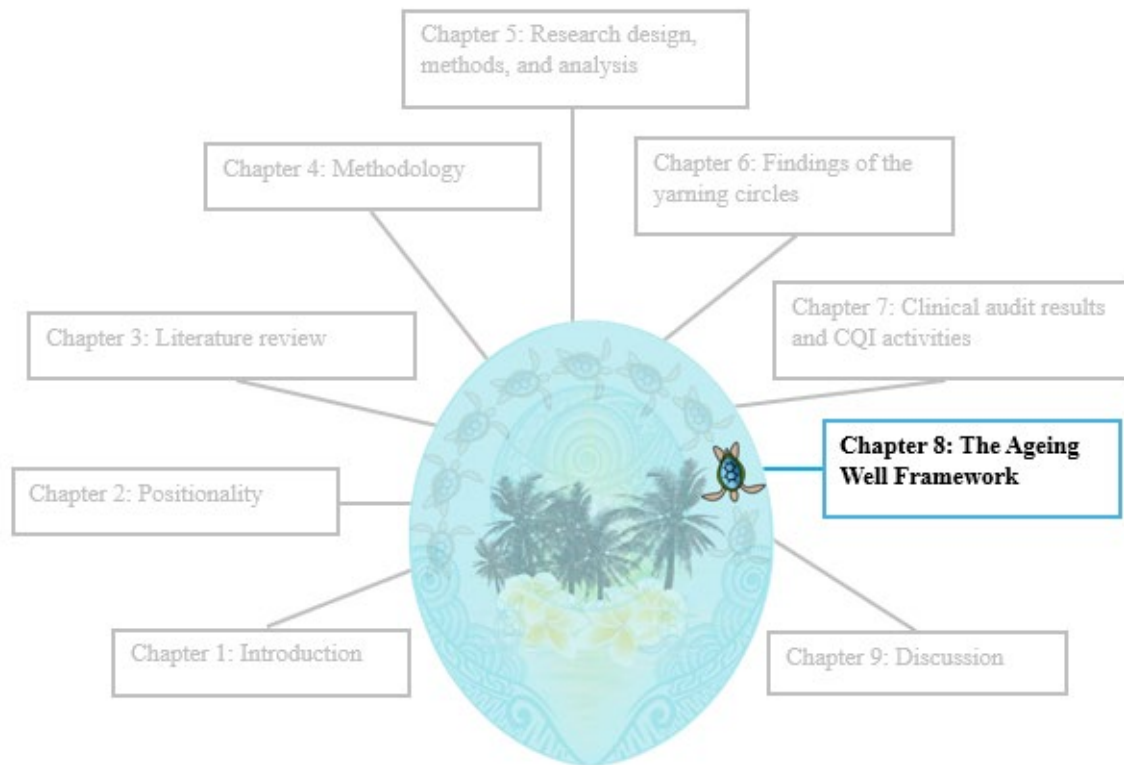 Chapter 5: Research design,
methods, and analysis
Chapter 4: Methodology
Chapter 6: Findings of the
yarning circles
Chapter 3: Literature review
Chapter 7: Clinical audit results
and CQI activities
Chapter 8: The Ageing
Well Framework
Chapter 2: Positionality
Chapter 1: Introduction
Chapter 9: Discussion